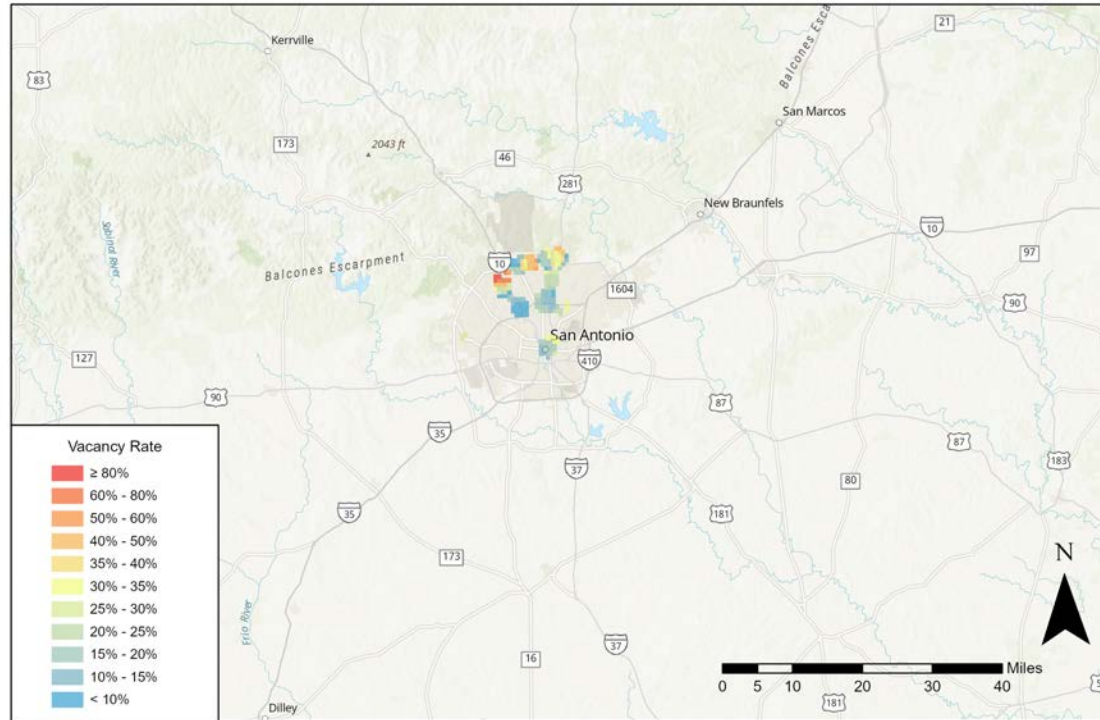 Kerrville
21
83
Balcones Esca
San Marcos
173
2043 ft
46
281
New Braunfels
Sabinal River
Balcones Escarpment
10
10
97
1604
90
San Antonio
127
410
90
87
35
87
183
37
80
35
181
173
N
Frio River
37
16
Miles
0 5 10 20 30 40
5
181
Dilley
Vacancy Rate
≥ 80%
60% - 80%
50% - 60%
40% - 50%
35% - 40%
30% - 35%
25% - 30%
20% - 25%
15% - 20%
10% - 15%
< 10%